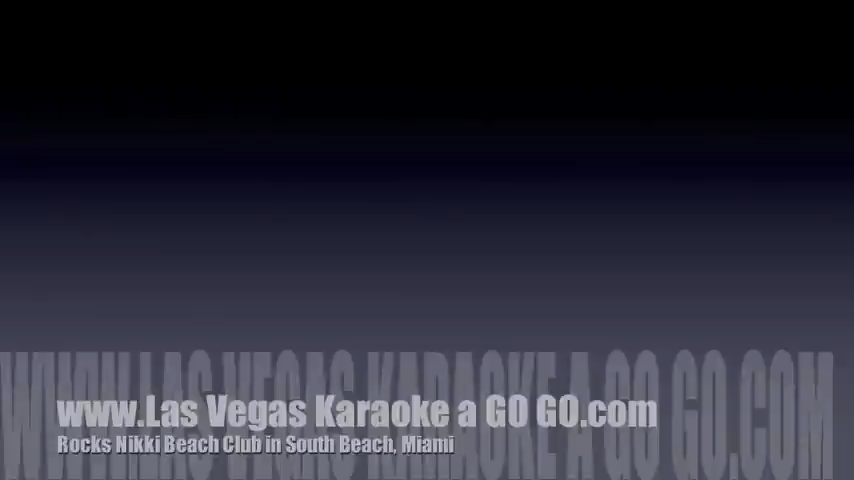 WWW.LAS VEGAS KARAOKE A GO GO.COM
www.Las Vegas Karaoke a GO GO.com
Rocks Nikki Beach Club in South Beach, Miami